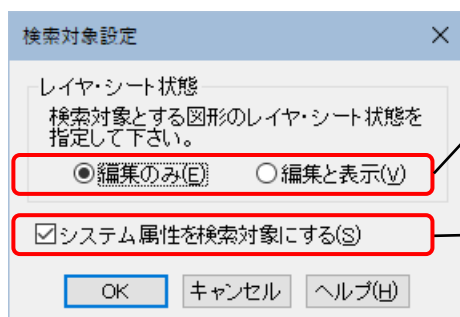 検索対象設定
レイヤ・シート状態
検索対象とする図形のレイヤ・シート状態を
指定して下さい。
編集のみ(E) 編集と表示(V)
システム属性を検索対象にする(S)
OK キャンセル ヘルプ(H)